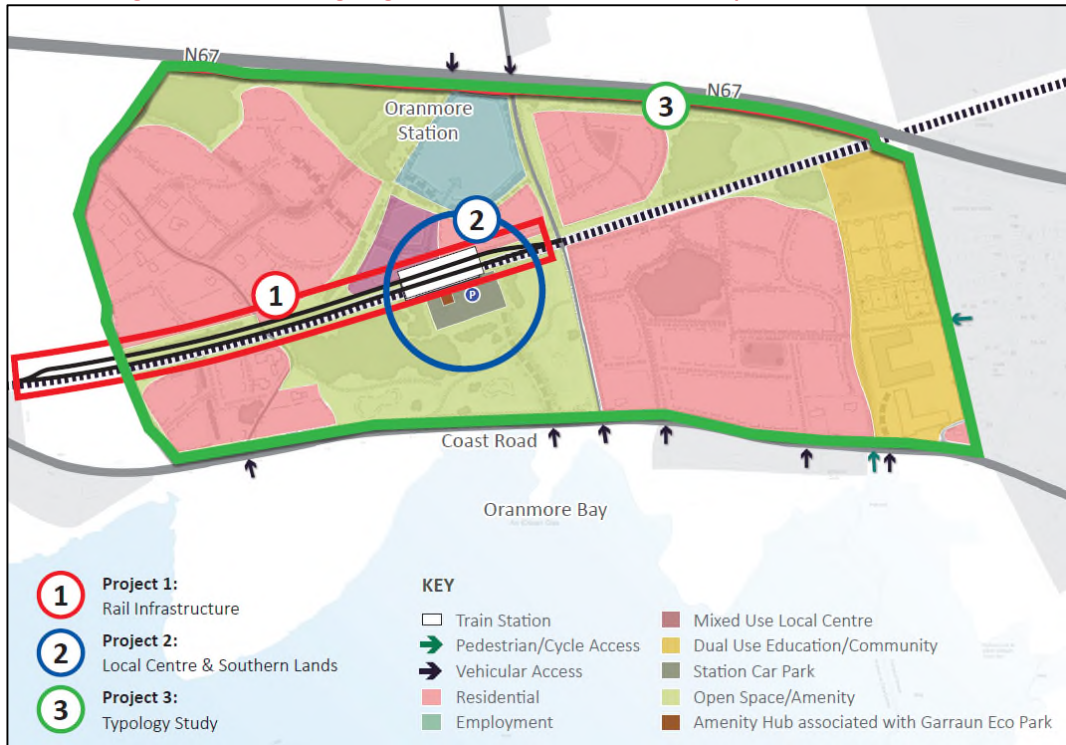 N67
N67
Oranmore
Station
3
2
1
P
Coast Road
Oranmore Bay
1
Project 1:
Rail Infrastructure
2
Project 2:
Local Centre & Southern Lands
3
Project 3:
Typology Study
KEY
Train Station
Pedestrian/Cycle Access
Vehicular Access
Residential
Employment
Mixed Use Local Centre
Dual Use Education/Community
Station Car Park
Open Space/Amenity
Amenity Hub associated with Garraun Eco Park